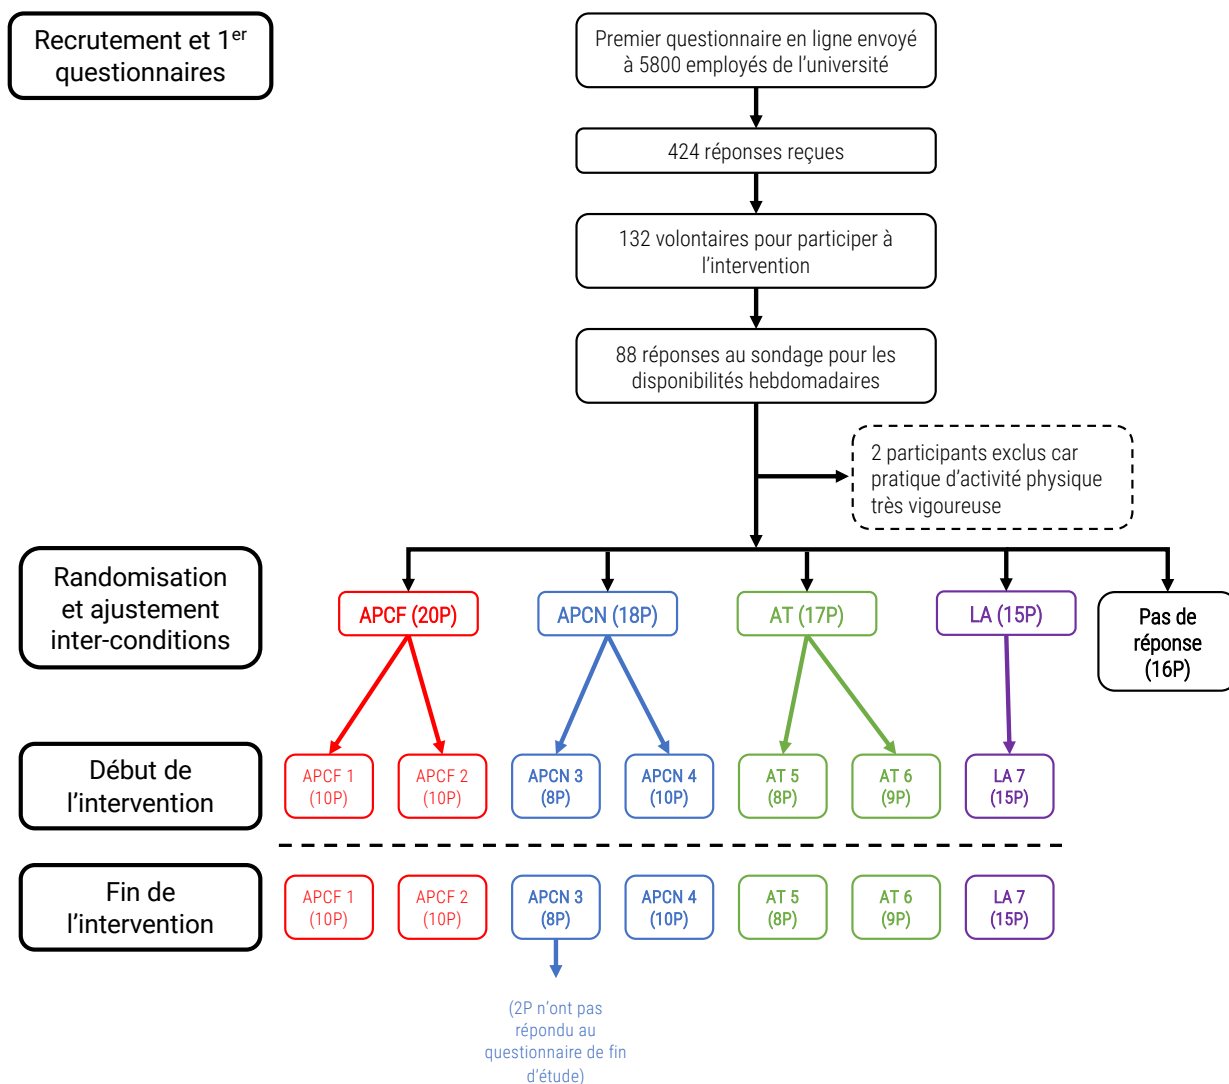 Recrutement et 1er
questionnaires
Premier questionnaire en ligne envoyé
à 5800 employés de l'université
424 réponses reçues
132 volontaires pour participer à
l'intervention
88 réponses au sondage pour les
disponibilités hebdomadaires
2 participants exclus car
pratique d'activité physique
très vigoureuse
Randomisation
et ajustement
inter-conditions
APCF (20P)
APCN (18P)
AT (17P)
LA (15P)
Pas de
réponse
(16P)
Début de
l'intervention
APCF 1
(10P)
APCF 2
(10P)
APCN 3
(8P)
APCN 4
(10P)
AT 5
(8P)
AT 6
(9P)
LA 7
(15P)
Fin de
l'intervention
APCF 1
(10P)
APCF 2
(10P)
APCN 3
(8P)
APCN 4
(10P)
AT 5
(8P)
AT 6
(9P)
LA 7
(15P)
(2P n'ont pas
répondu au
questionnaire de fin
d'étude)